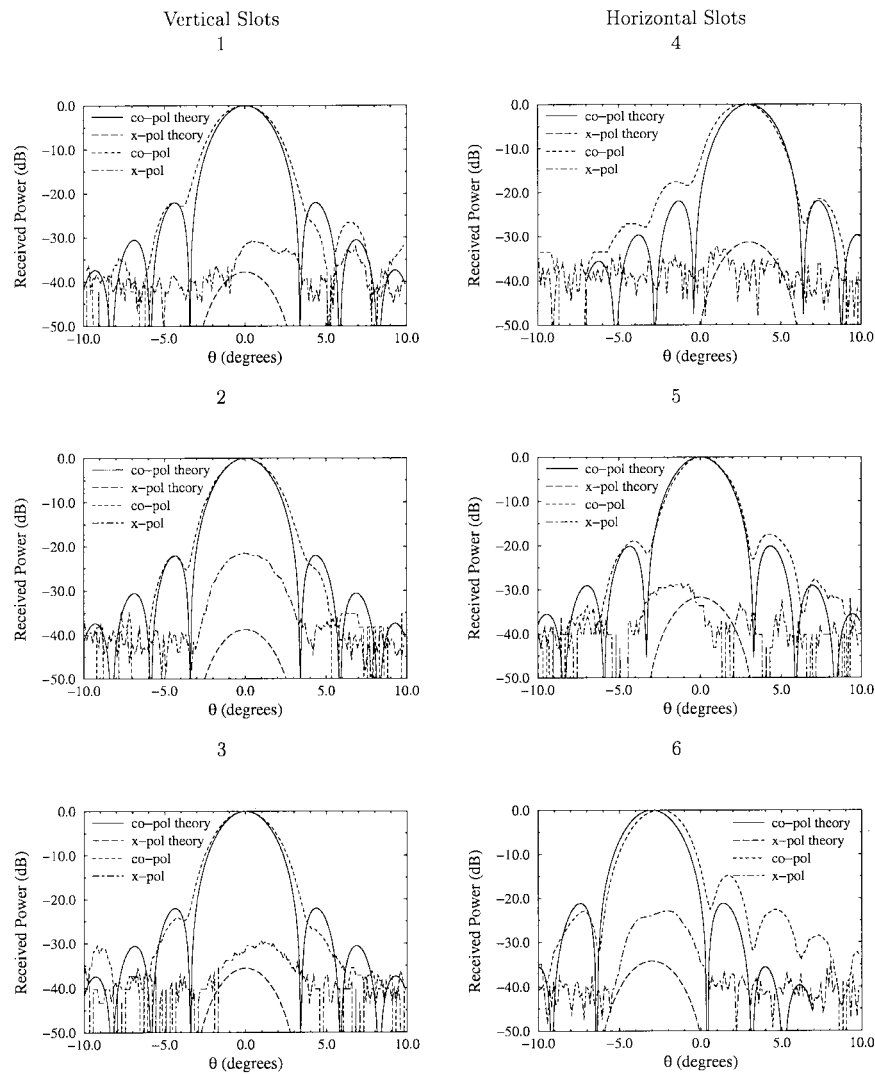 Vertical Slots
1
Horizontal Slots
4
Received Power (dB)
0.0
−10.0
−20.0
−30.0
−40.0
−50.0
co−pol theory
x−pol theory
co−pol
x−pol
−10.0
−5.0
0.0
5.0
10.0
θ (degrees)
Received Power (dB)
0.0
−10.0
−20.0
−30.0
−40.0
−50.0
co−pol theory
x−pol theory
co−pol
x−pol
−10.0
−5.0
0.0
5.0
10.0
θ (degrees)
2
5
Received Power (dB)
0.0
−10.0
−20.0
−30.0
−40.0
−50.0
co−pol theory
x−pol theory
co−pol
x−pol
−10.0
−5.0
0.0
5.0
10.0
θ (degrees)
Received Power (dB)
0.0
−10.0
−20.0
−30.0
−40.0
−50.0
co−pol theory
x−pol theory
co−pol
x−pol
−10.0
−5.0
0.0
5.0
10.0
θ (degrees)
3
6
Received Power (dB)
0.0
−10.0
−20.0
−30.0
−40.0
−50.0
co−pol theory
x−pol theory
co−pol
x−pol
−10.0
−5.0
0.0
5.0
10.0
θ (degrees)
Received Power (dB)
0.0
−10.0
−20.0
−30.0
−40.0
−50.0
co−pol theory
x−pol theory
co−pol
x−pol
−10.0
−5.0
0.0
5.0
10.0
θ (degrees)